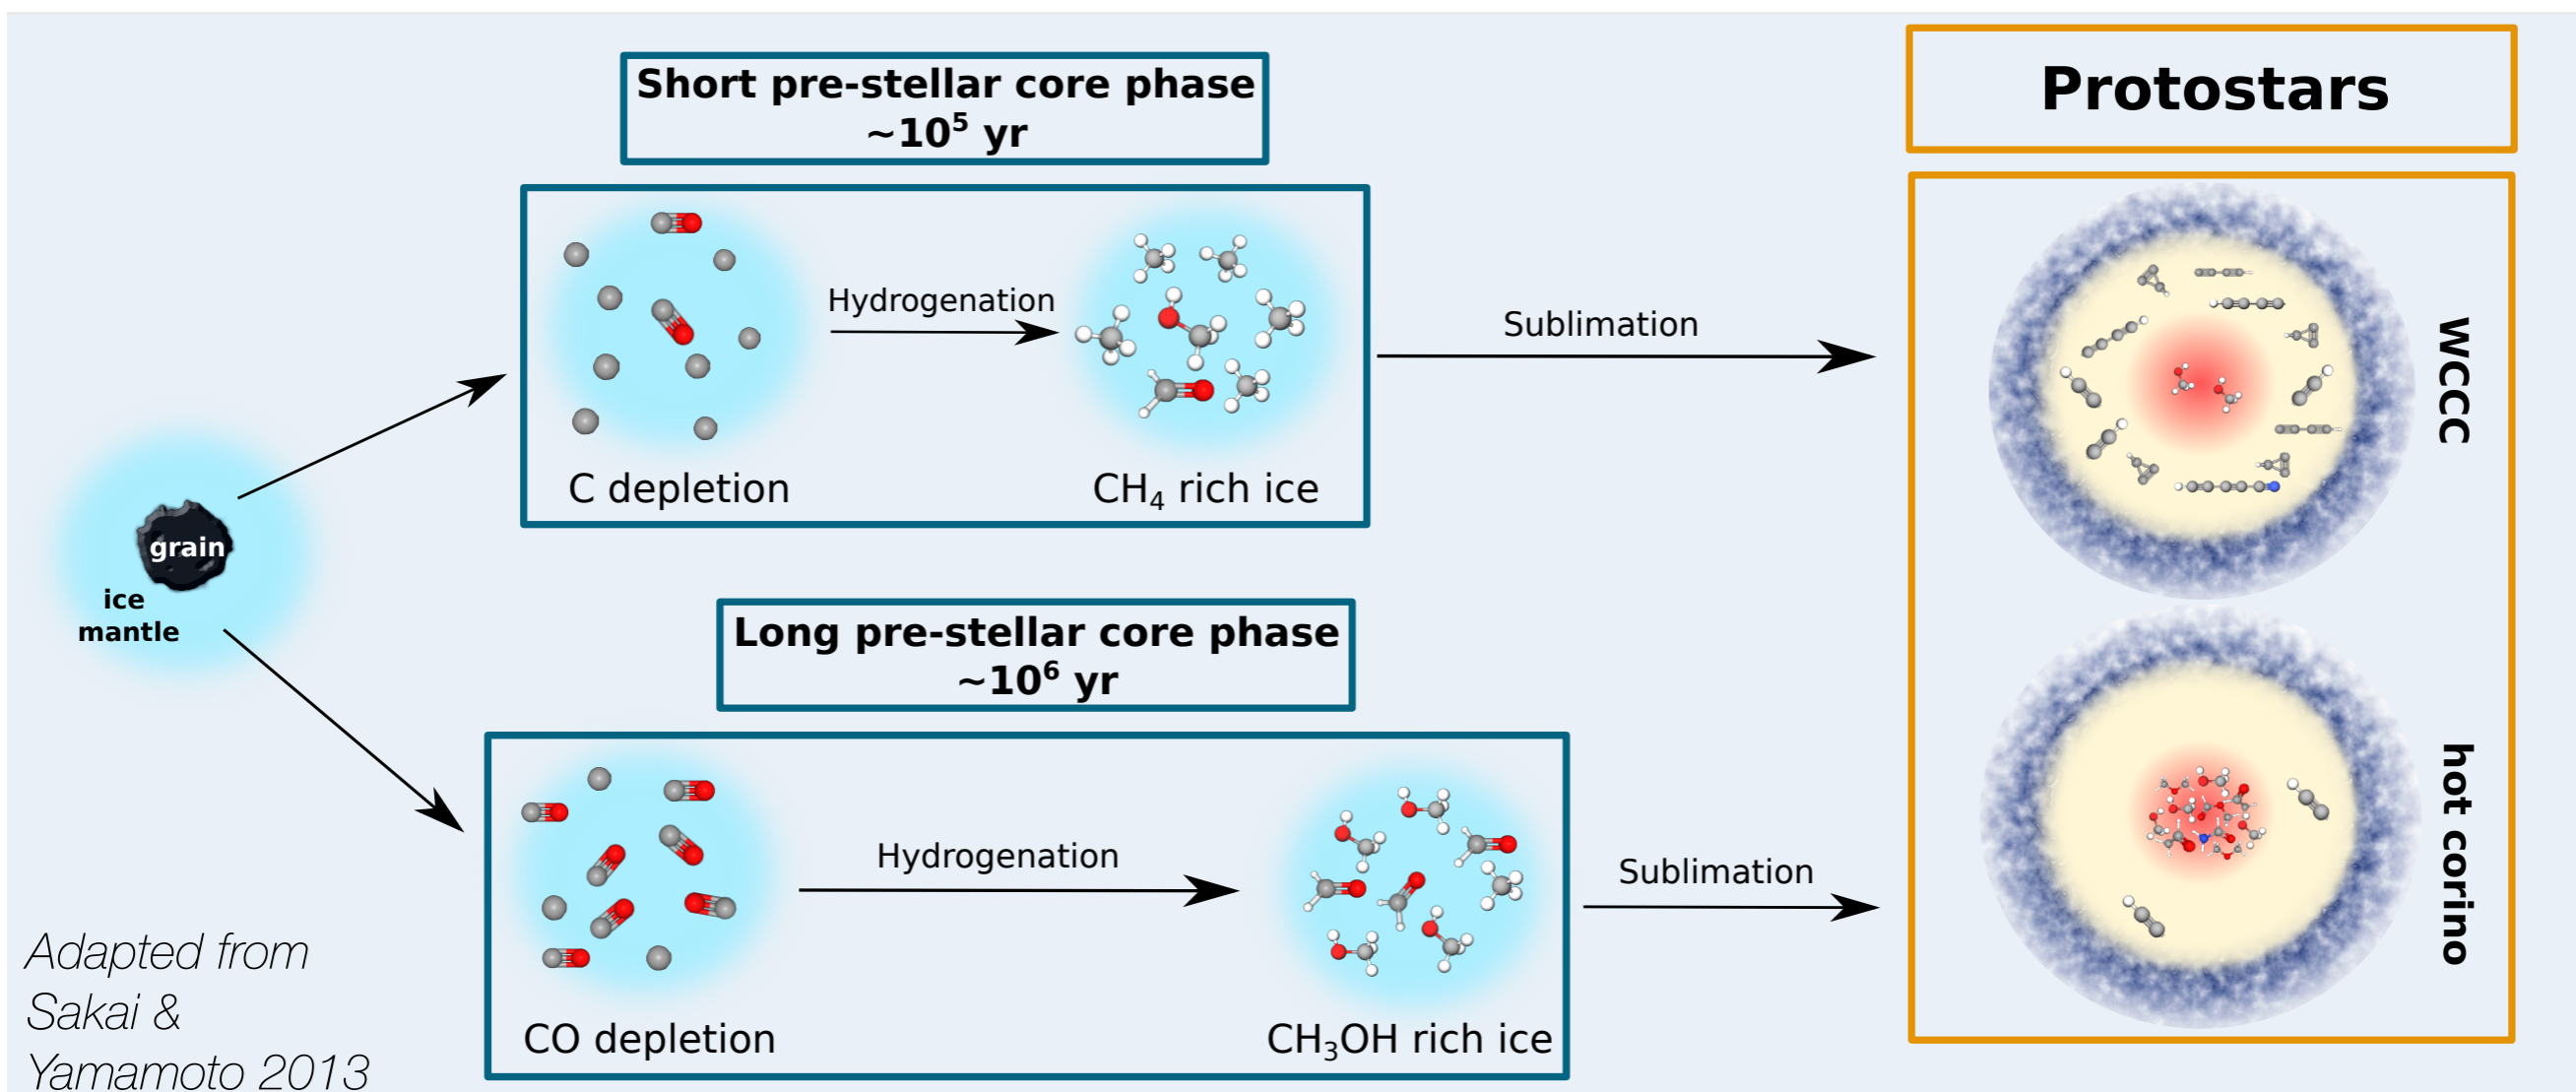 Short pre-stellar core phase
~10⁵ yr
Protostars
Hydrogenation
C depletion
CH₄ rich ice
Sublimation
WCCC
grain
ice
mantle
Long pre-stellar core phase
~10⁶ yr
Hydrogenation
CO depletion
CH₃OH rich ice
Sublimation
hot corino
Adapted from
Sakai &
Yamamoto 2013